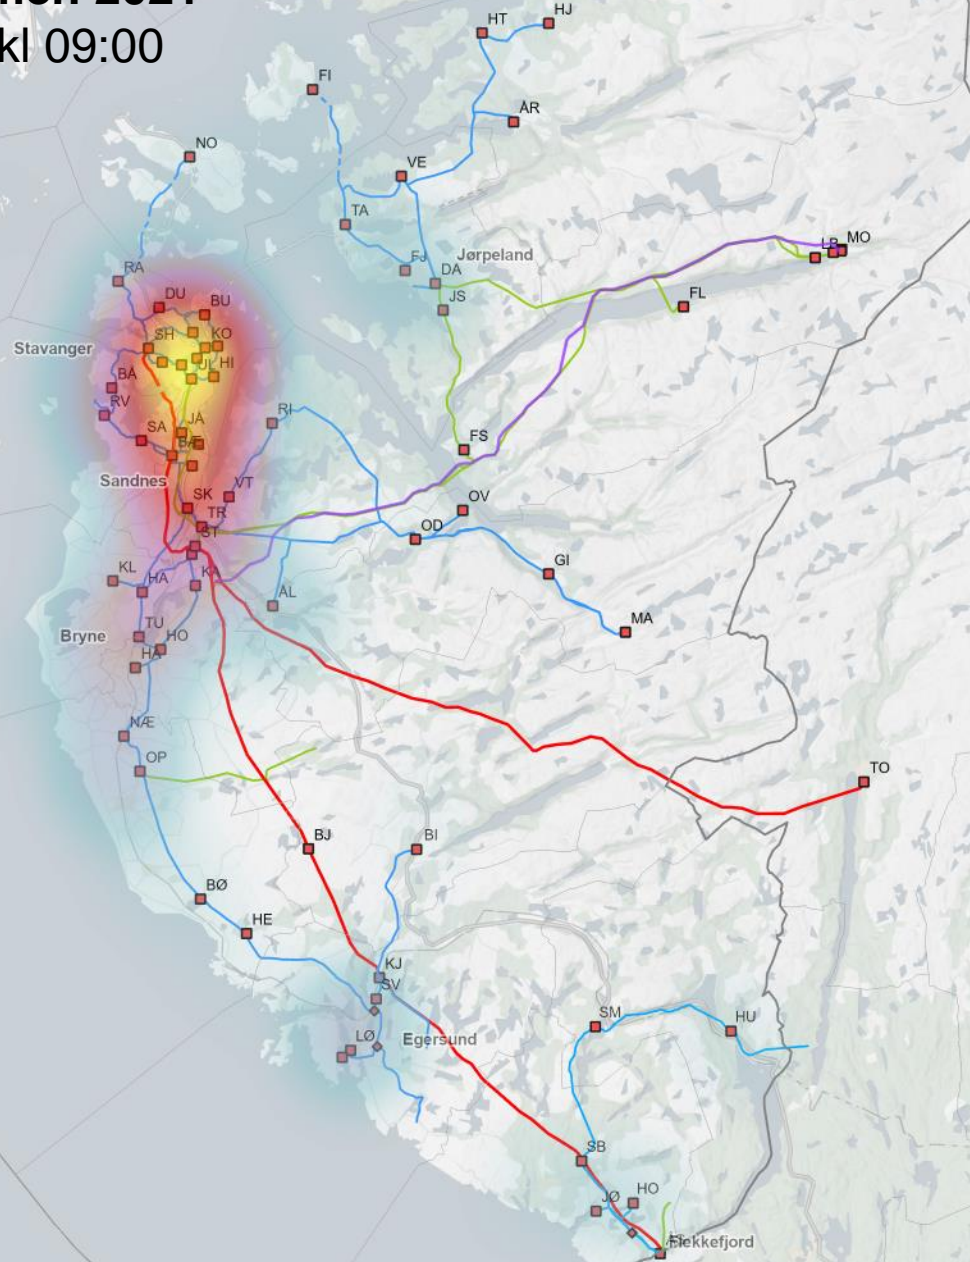 2021
kl 09:00
HJ
HT
FI
ÅR
NO
VE
TA
FJ
Jørpeland
MO
RA
DA
JS
FL
DU
BU
SH
KO
Stavanger
HI
BÅ
RV
RI
JÅ
SA
FS
Sandnes
VT
SK
OV
TR
OD
ST
KL
HÅ
GI
ÅL
MA
TU
Bryne
HO
HÅ
NÆ
OP
TO
BJ
BI
BØ
HE
KJ
SV
SM
HU
LØ
Egersund
SB
JØ
HO
Flekkefjord